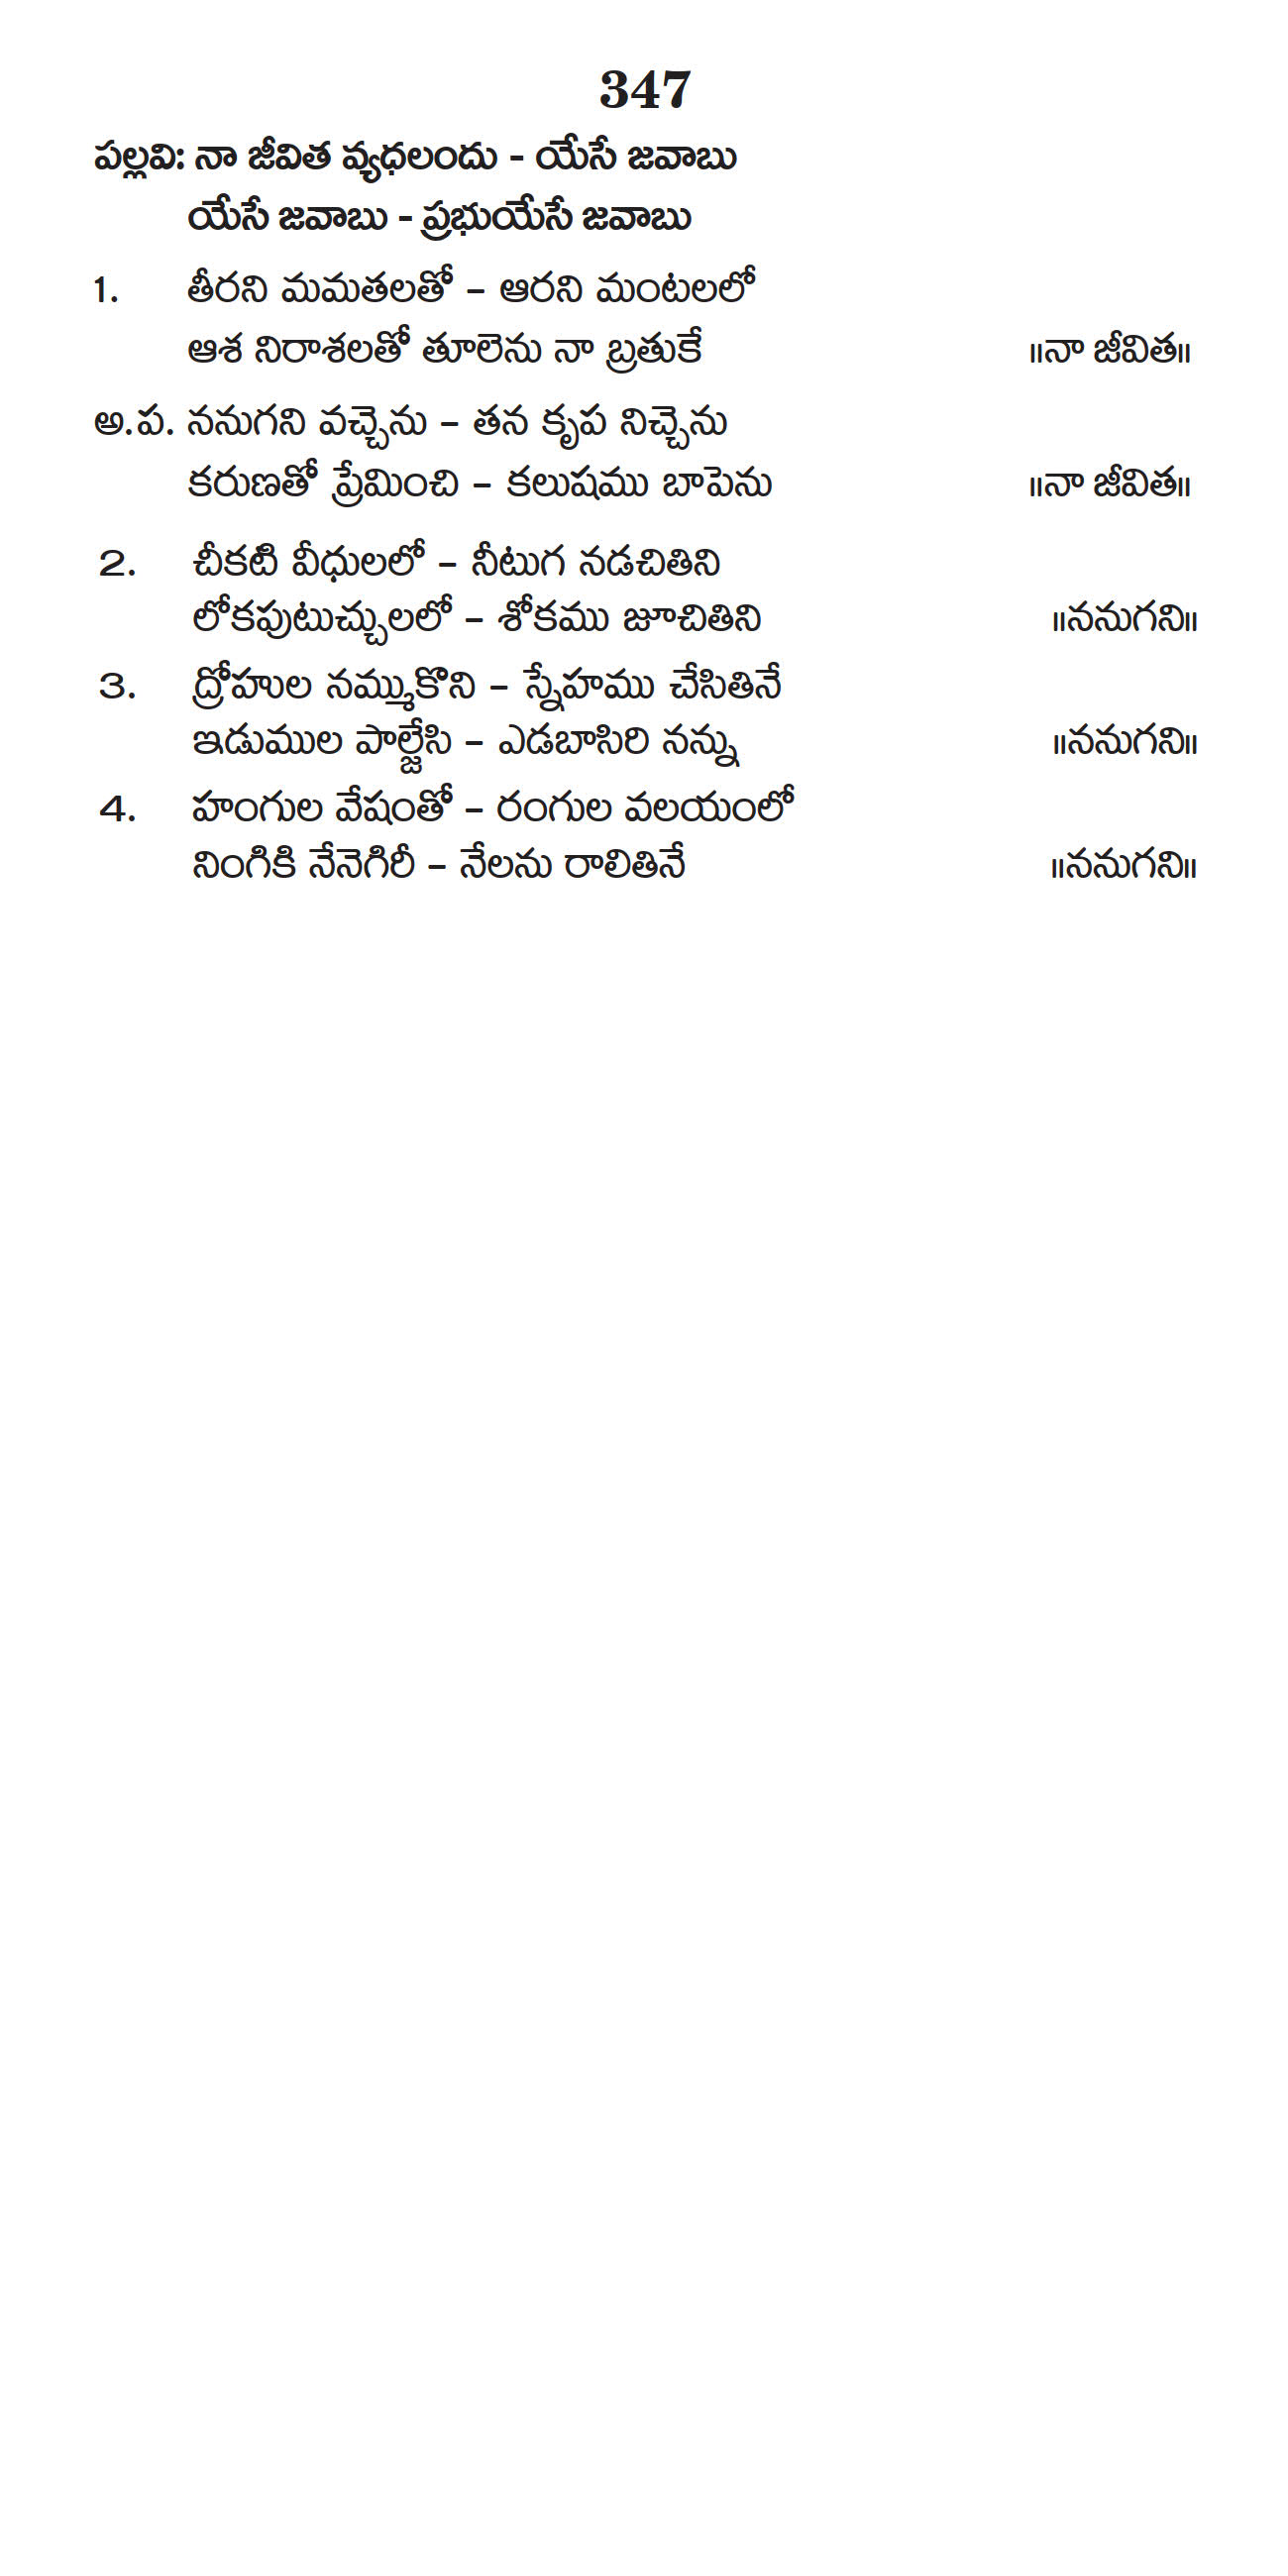 347
పల్లవి: నా జీవిత వ్యధలందు - యేసే జవాబు
యేసే జవాబు - ప్రభుయేసే జవాబు
1. తీరని మమతలతో – ఆరని మంటలలో
ఆశ నిరాశలతో తూలెను నా బ్రతుకే ॥నా జీవిత॥
అ.ప. ననుగని వచ్చెను – తన కృప నిచ్చెను
కరుణతో ప్రేమించి – కలుషము బాపెను ॥నా జీవిత॥
2. చీకటి వీధులలో – నీటుగ నడచితిని
లోకపుటుచ్చులలో – శోకము జూచితిని ॥ననుగని॥
3. ద్రోహుల నమ్ముకొని – స్నేహము చేసితినే
ఇడుముల పాల్జేసి – ఎడబాసిరి నన్ను ॥ననుగని॥
4. హంగుల వేషంతో – రంగుల వలయంలో
నింగికి నేనెగిరీ – నేలను రాలితినే ॥ననుగని॥